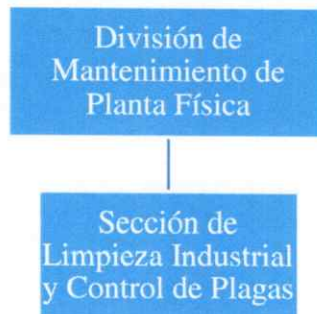 División de
Mantenimiento de
Planta Física
Sección de
Limpieza Industrial
y Control de Plagas